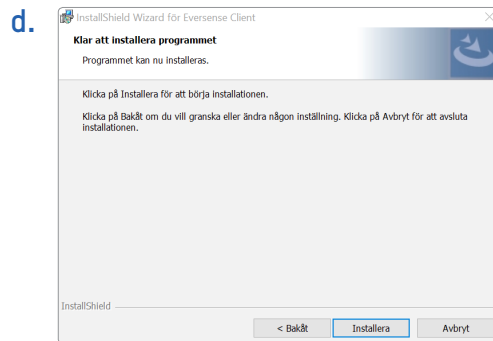 d.
InstallShield Wizard för Eversense Client
Klar att installera programmet
Programmet kan nu installeras.
Klicka på Installera för att börja installationen.
Klicka på Bakåt om du vill granska eller ändra någon inställning. Klicka på Avbryt för att avsluta
installationen.
InstallShield
< Bakåt Installera Avbryt